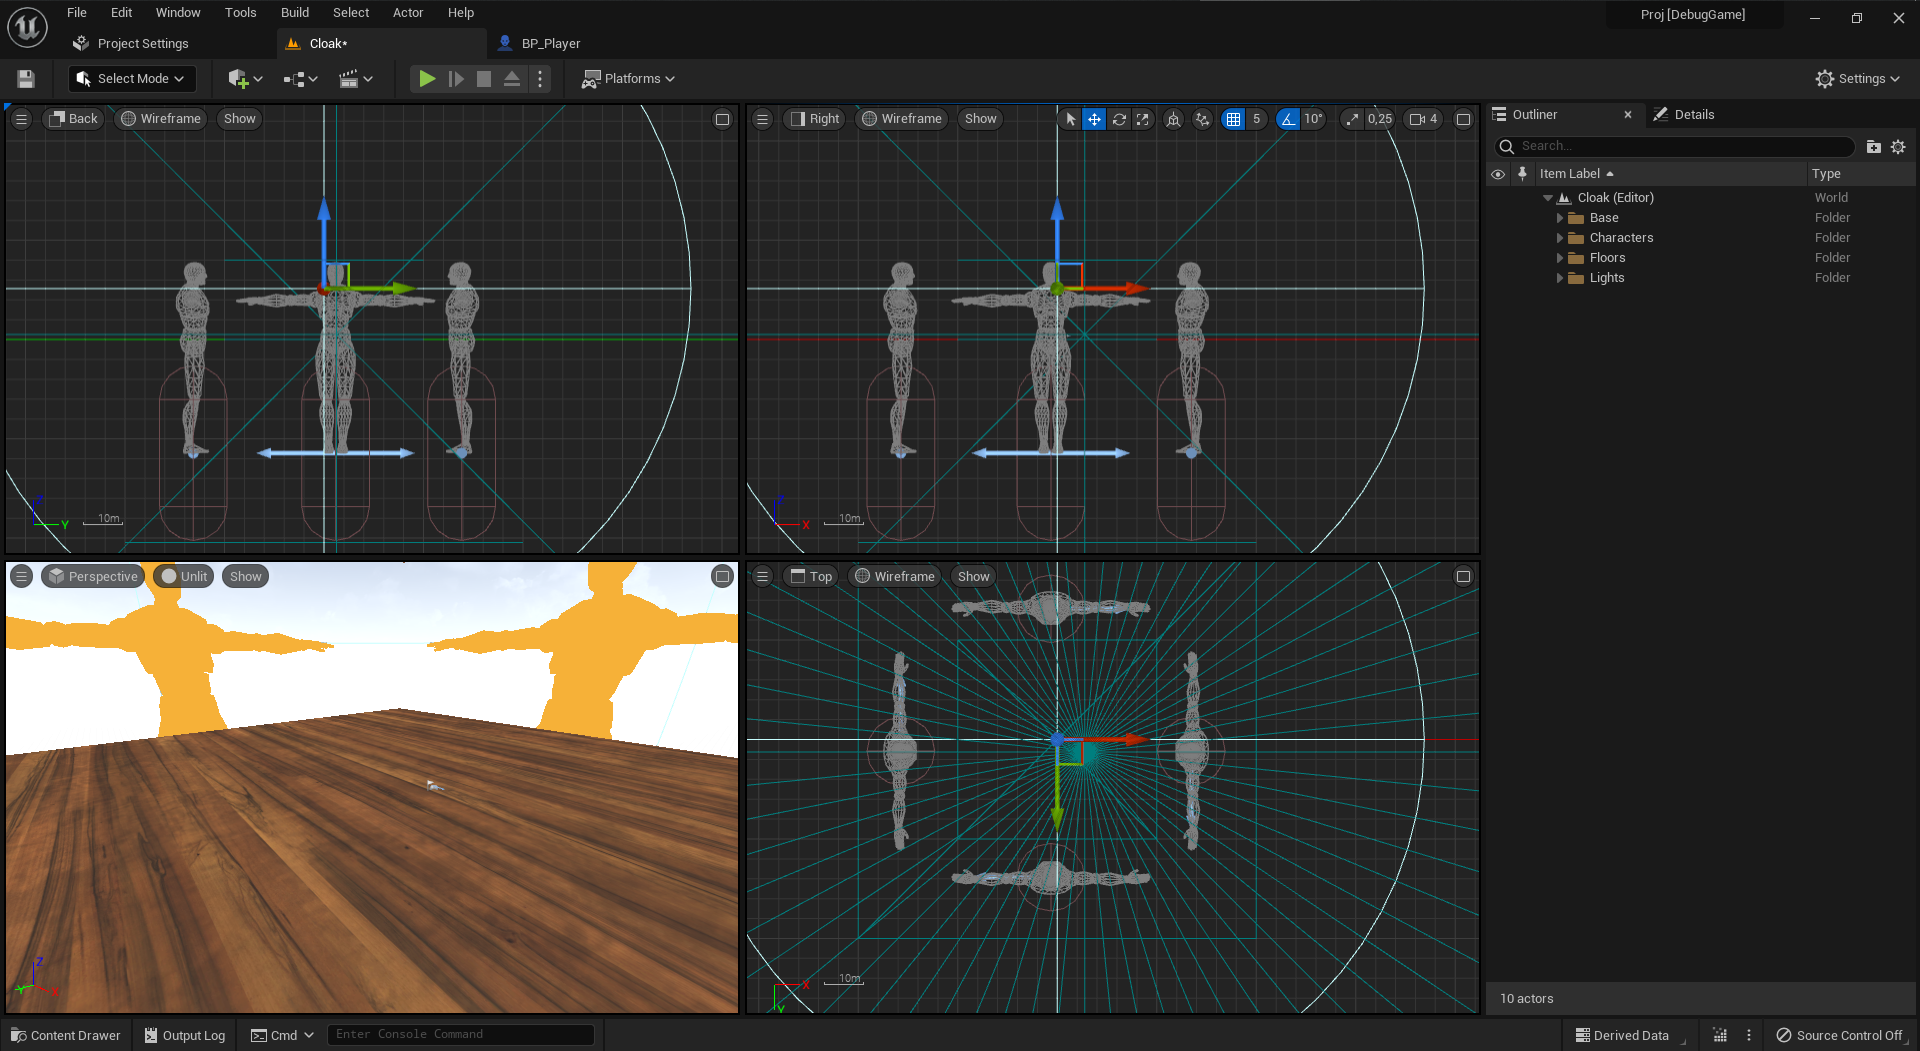 File Edit Window Tools Build Select Actor Help
Proj [DebugGame]
Project Settings Cloak* BP_Player
Select Mode Platforms Settings
Back Wireframe Show
Right Wireframe Show 5 10° 0,25 4
Z
Y
10m
Z
X
10m
Perspective Unlit Show
Top Wireframe Show
Z
Y X
10m
X
Y
Outliner Details
Search...
Item Label Type
Cloak (Editor) World
Base Folder
Characters Folder
Floors Folder
Lights Folder
10 actors
Content Drawer Output Log Cmd Enter Console Command Derived Data Source Control Off